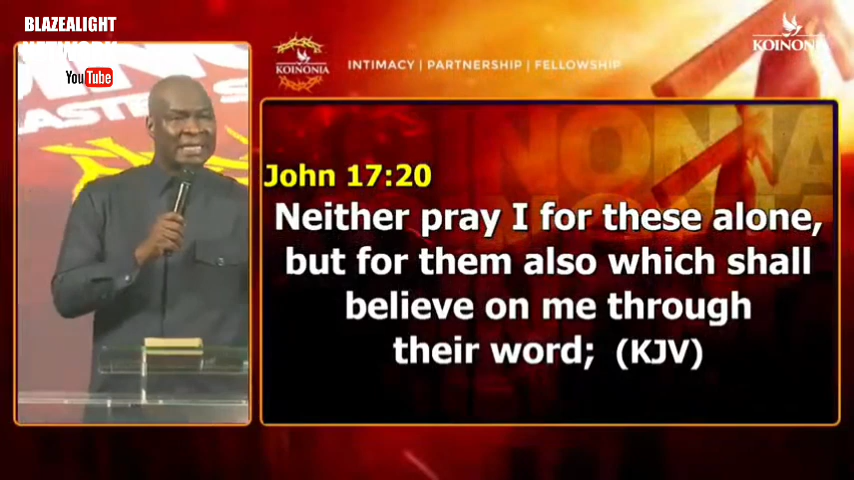 BLAZEALIGHT
NETWORK
YouTube
KOINONIA
INTIMACY | PARTNERSHIP | FELLOWSHIP
KOINONIA
John 17:20
Neither pray I for these alone,
but for them also which shall
believe on me through
their word; (KJV)